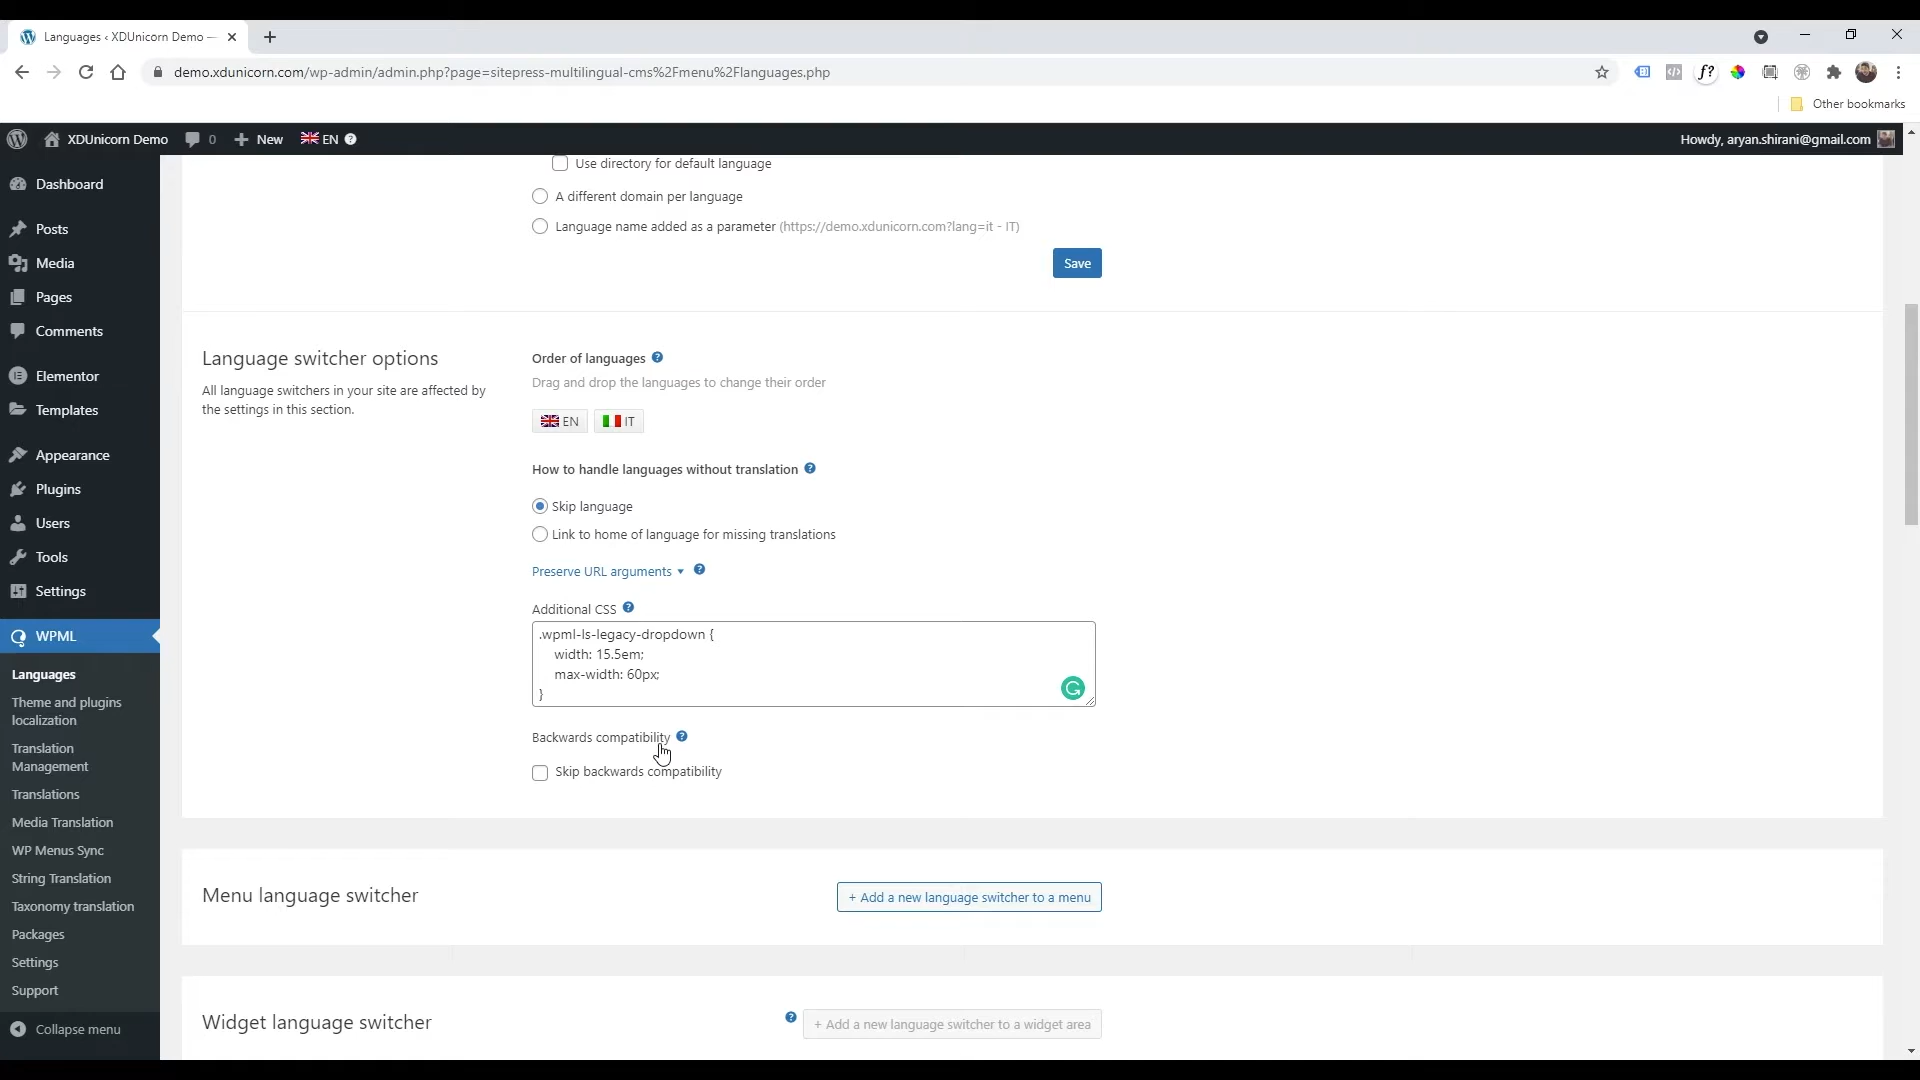 Languages ‹ XDUnicorn Demo —
demo.xdunicorn.com/wp-admin/admin.php?page=sitepress-multilingual-cms%2Fmenu%2Flanguages.php
f?
Other bookmarks
XDUnicorn Demo
0
New
EN
Howdy, aryan.shirani@gmail.com
Dashboard
Posts
Media
Pages
Comments
Elementor
Templates
Appearance
Plugins
Users
Tools
Settings
WPML
Languages
Theme and plugins
localization
Translation
Management
Translations
Media Translation
WP Menus Sync
String Translation
Taxonomy translation
Packages
Settings
Support
Collapse menu
Use directory for default language
A different domain per language
Language name added as a parameter (https://demo.xdunicorn.com?lang=it - IT)
Save
Language switcher options
All language switchers in your site are affected by
the settings in this section.
Order of languages
Drag and drop the languages to change their order
EN IT
How to handle languages without translation
Skip language
Link to home of language for missing translations
Preserve URL arguments
Additional CSS
.wpml-ls-legacy-dropdown {
width: 15.5em;
max-width: 60px;
}
Backwards compatibility
Skip backwards compatibility
Menu language switcher
+ Add a new language switcher to a menu
Widget language switcher
+ Add a new language switcher to a widget area